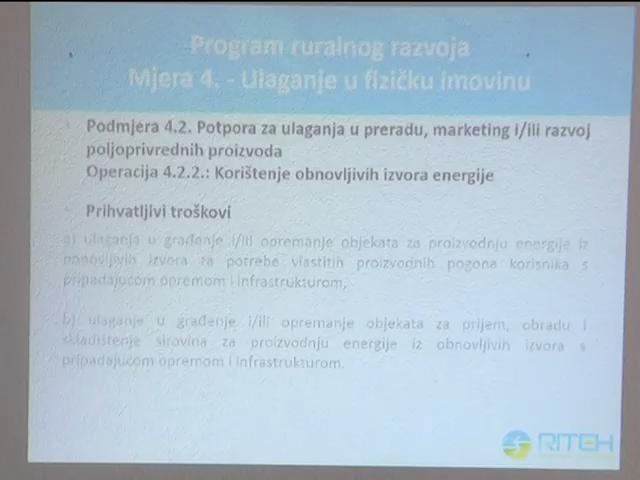 Program ruralnog razvoja
Mjera 4. - Ulaganje u fizičku imovinu
Podmjera 4.2. Potpora za ulaganja u preradu, marketing i/ili razvoj
poljoprivrednih proizvoda
Operacija 4.2.2.: Korištenje obnovljivih izvora energije
Prihvatljivi troškovi
a) ulaganja u građenje i/ili opremanje objekata za proizvodnju energije iz
obnovljivih izvora za potrebe vlastitih proizvodnih pogona korisnika s
pripadajućom opremom i infrastrukturom,
b) ulaganje u građenje i/ili opremanje objekata za prijem, obradu i
skladištenje sirovina za proizvodnju energije iz obnovljivih izvora s
pripadajućom opremom i infrastrukturom.
RITEH